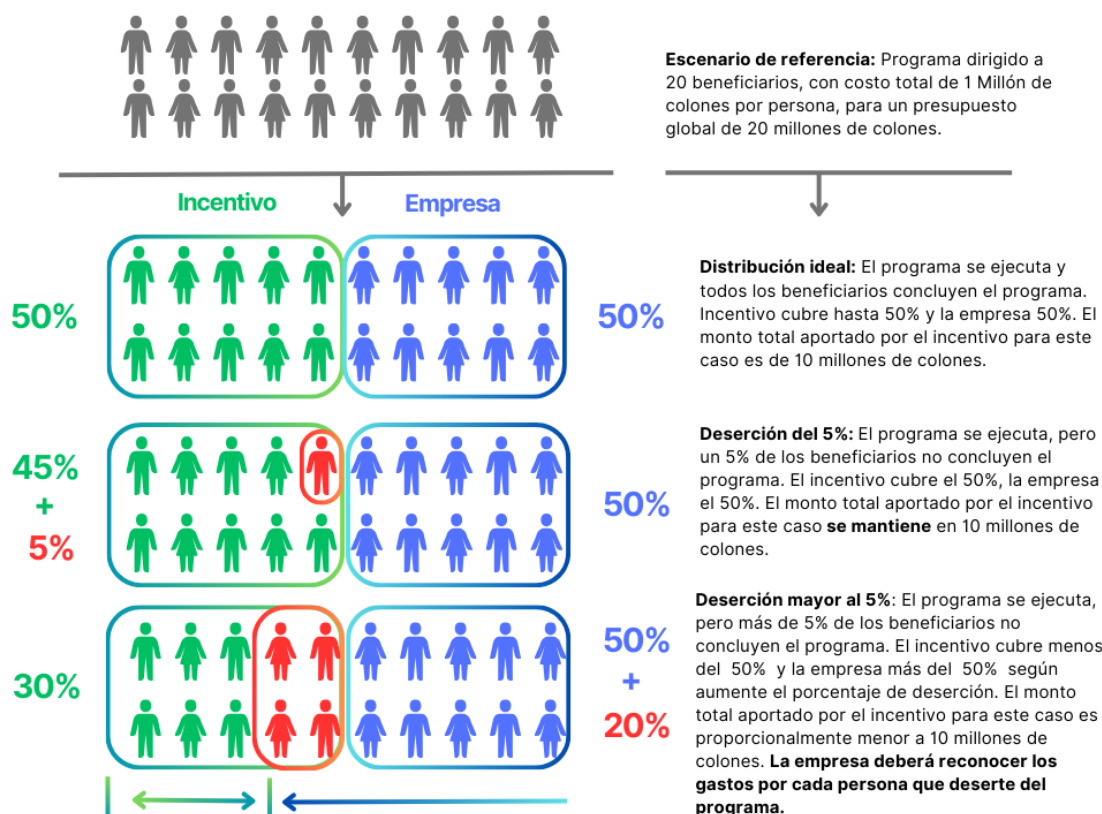 Escenario de referencia: Programa dirigido a
20 beneficiarios, con costo total de 1 Millón de
colones por persona, para un presupuesto
global de 20 millones de colones.
Incentivo
Empresa
50%
50%
Distribución ideal: El programa se ejecuta y
todos los beneficiarios concluyen el programa.
Incentivo cubre hasta 50% y la empresa 50%. El
monto total aportado por el incentivo para este
caso es de 10 millones de colones.
45%
+
5%
50%
Deserción del 5%: El programa se ejecuta, pero
un 5% de los beneficiarios no concluyen el
programa. El incentivo cubre el 50%, la empresa
el 50%. El monto total aportado por el incentivo
para este caso se mantiene en 10 millones de
colones.
30%
50%
+
20%
Deserción mayor al 5%: El programa se ejecuta,
pero más de 5% de los beneficiarios no
concluyen el programa. El incentivo cubre menos
del 50% y la empresa más del 50% según
aumente el porcentaje de deserción. El monto
total aportado por el incentivo para este caso es
proporcionalmente menor a 10 millones de
colones. La empresa deberá reconocer los
gastos por cada persona que deserte del
programa.